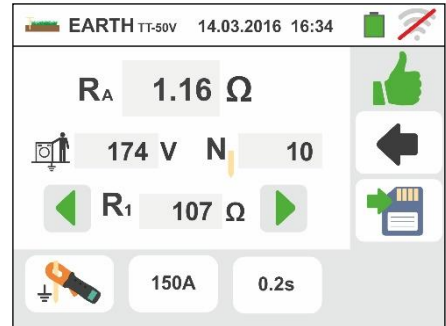 EARTH TT-50V 14.03.2016 16:34
RA 1.16 Ω
174 V N 10
R1 107 Ω
150A 0.2s